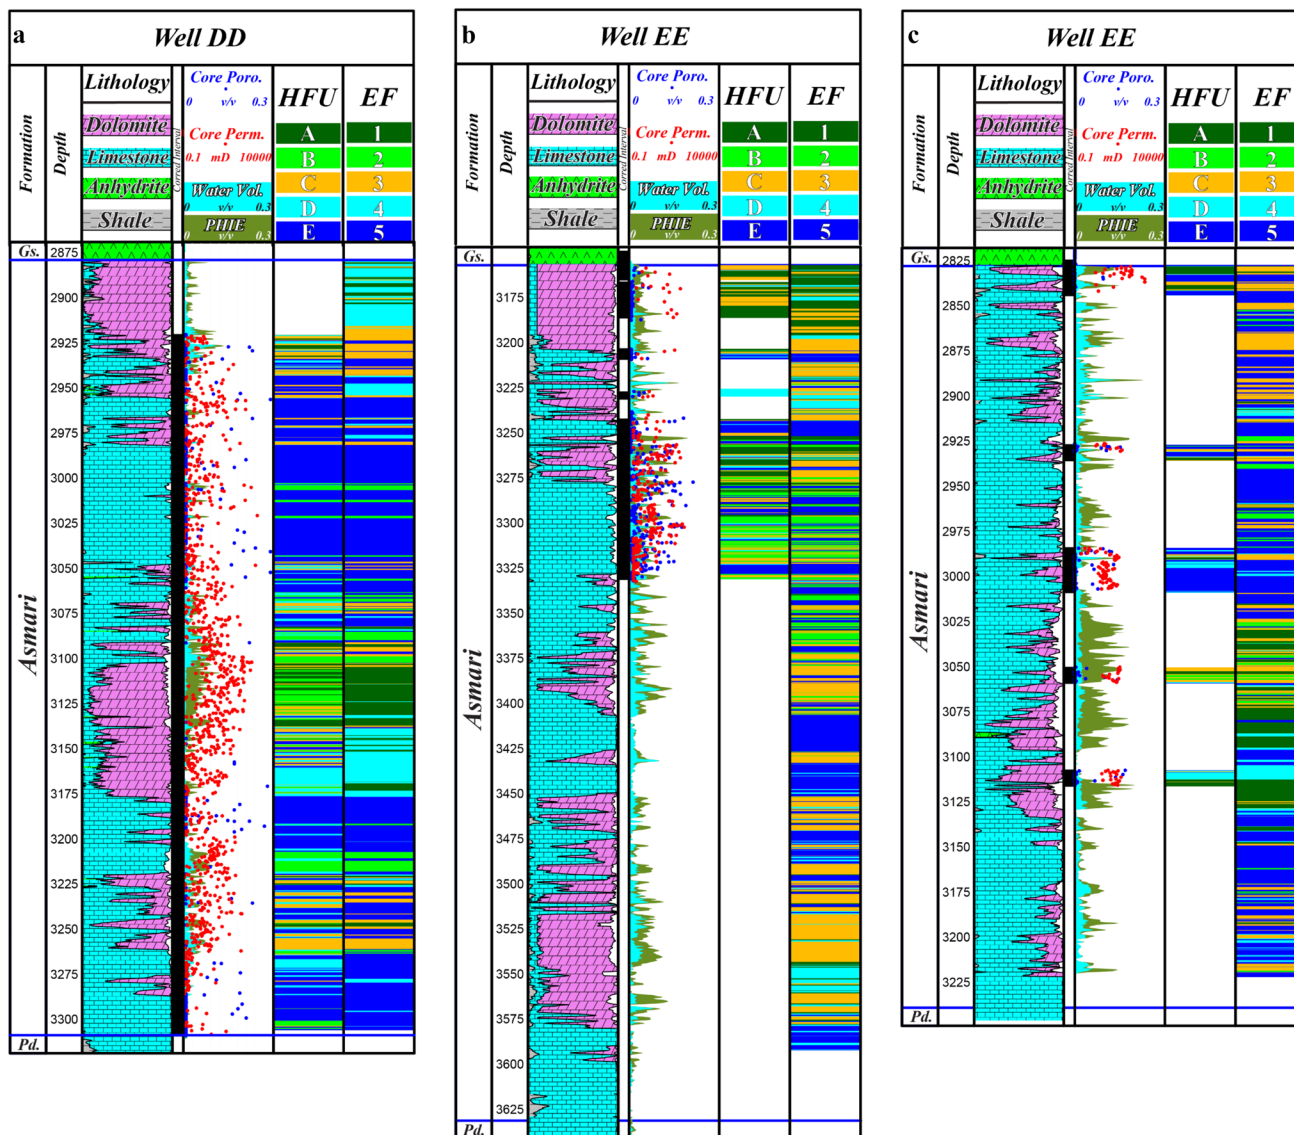 a
Well DD
Formation
Depth
Lithology
Dolomite
Limestone
Anhydrite
Shale
Corred Interval
Core Poro.
0 v/v 0.3
Core Perm.
0.1 mD 10000
Water Vol.
0 v/v 0.3
PHIE
0 v/v 0.3
HFU
A
B
C
D
E
EF
1
2
3
4
5
Gs.
Asmari
Pd.
2875
2900
2925
2950
2975
3000
3025
3050
3075
3100
3125
3150
3175
3200
3225
3250
3275
3300
b
Well EE
Formation
Depth
Lithology
Dolomite
Limestone
Anhydrite
Shale
Corred Interval
Core Poro.
0 v/v 0.3
Core Perm.
0.1 mD 10000
Water Vol.
0 v/v 0.3
PHIE
0 v/v 0.3
HFU
A
B
C
D
E
EF
1
2
3
4
5
Gs.
Asmari
Pd.
3175
3200
3225
3250
3275
3300
3325
3350
3375
3400
3425
3450
3475
3500
3525
3550
3575
3600
3625
c
Well EE
Formation
Depth
Lithology
Dolomite
Limestone
Anhydrite
Shale
Corred Interval
Core Poro.
0 v/v 0.3
Core Perm.
0.1 mD 10000
Water Vol.
0 v/v 0.3
PHIE
0 v/v 0.3
HFU
A
B
C
D
E
EF
1
2
3
4
5
Gs.
Asmari
Pd.
2825
2850
2875
2900
2925
2950
2975
3000
3025
3050
3075
3100
3125
3150
3175
3200
3225